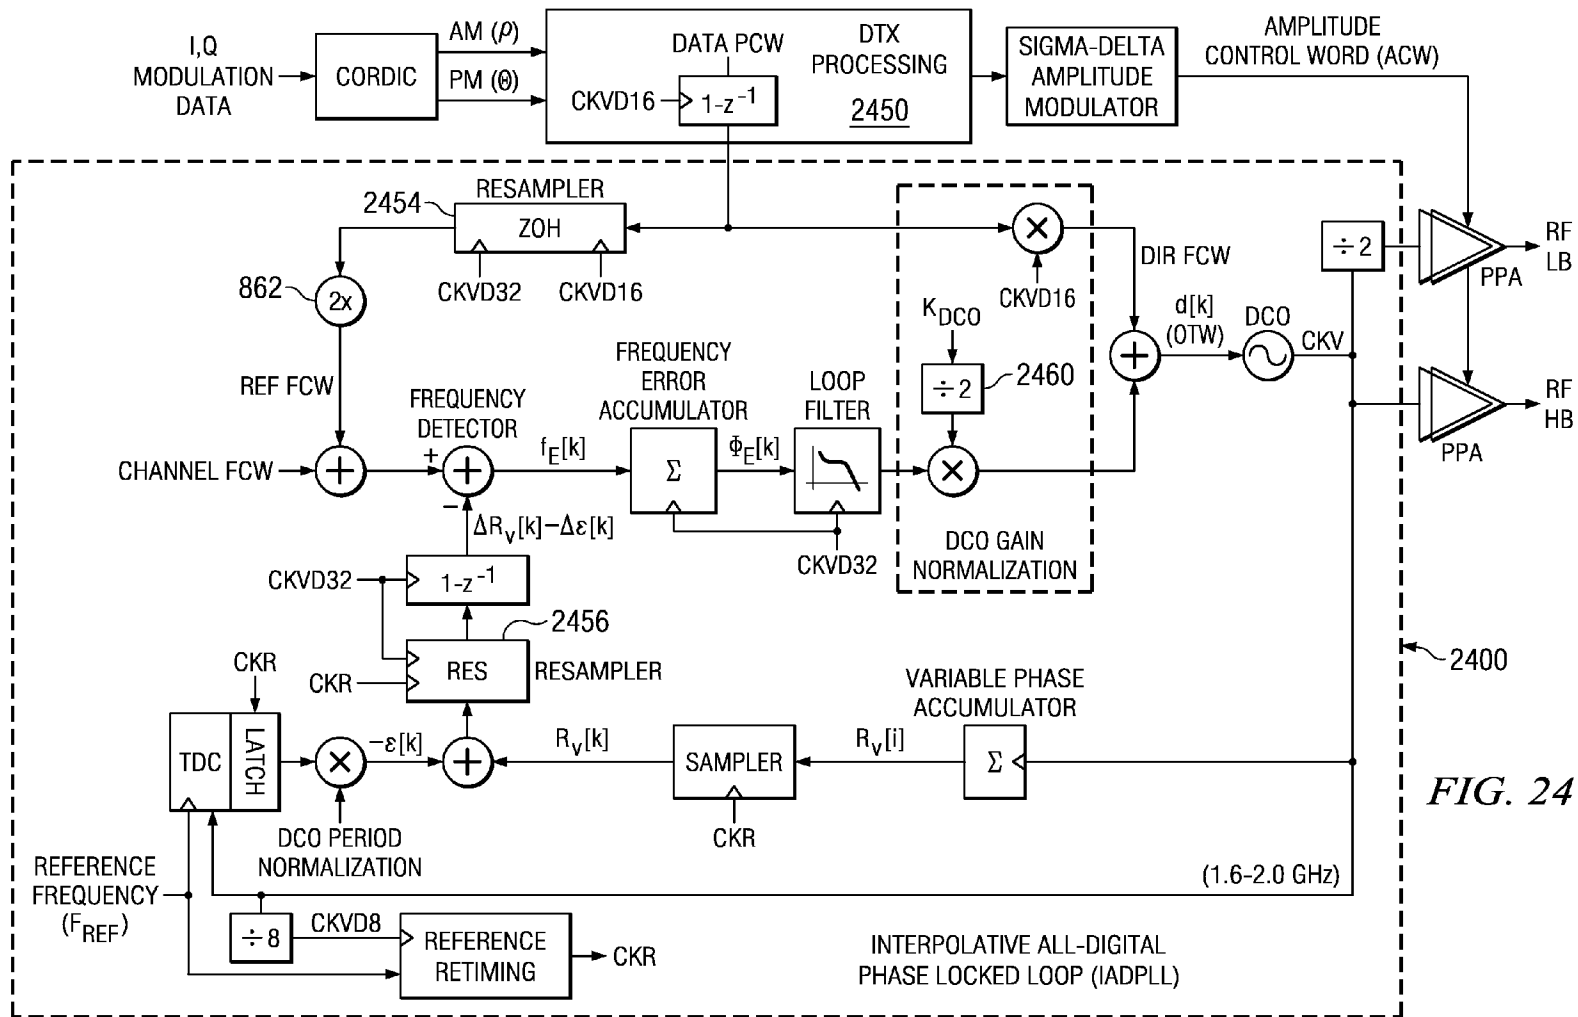 I,Q
MODULATION
DATA
CORDIC
AM (ρ)
PM (Θ)
DATA PCW
CKVD16
1-z⁻¹
DTX
PROCESSING
2450
SIGMA-DELTA
AMPLITUDE
MODULATOR
AMPLITUDE
CONTROL WORD (ACW)
RESAMPLER
2454
ZOH
CKVD32
CKVD16
862
2x
REF FCW
CKVD16
DIR FCW
÷2
PPA
RF
LB
K_DCO
÷2
2460
d[k]
(OTW)
DCO
CKV
PPA
RF
HB
CHANNEL FCW
+
FREQUENCY
DETECTOR
+
+
−
f_E[k]
FREQUENCY
ERROR
ACCUMULATOR
Σ
Φ_E[k]
LOOP
FILTER
CKVD32
×
×
+
DCO GAIN
NORMALIZATION
ΔR_v[k]−Δε[k]
CKVD32
1-z⁻¹
2456
CKR
RES
RESAMPLER
2400
CKR
TDC
LATCH
×
−ε[k]
+
R_v[k]
SAMPLER
CKR
R_v[i]
VARIABLE PHASE
ACCUMULATOR
Σ
DCO PERIOD
NORMALIZATION
FIG. 24
REFERENCE
FREQUENCY
(F_REF)
(1.6–2.0 GHz)
÷8
CKVD8
REFERENCE
RETIMING
CKR
INTERPOLATIVE ALL-DIGITAL
PHASE LOCKED LOOP (IADPLL)